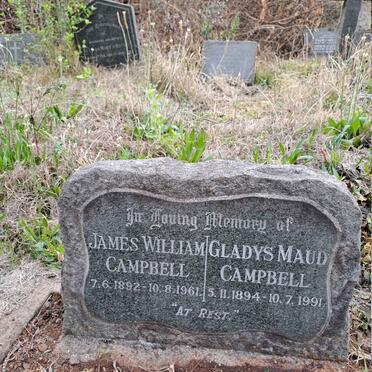 In Loving Memory of
JAMES WILLIAM
CAMPBELL
7.6.1892-10.8.1961.
GLADYS MAUD
CAMPBELL
5.11.1894-10.7.1991.
"AT REST."